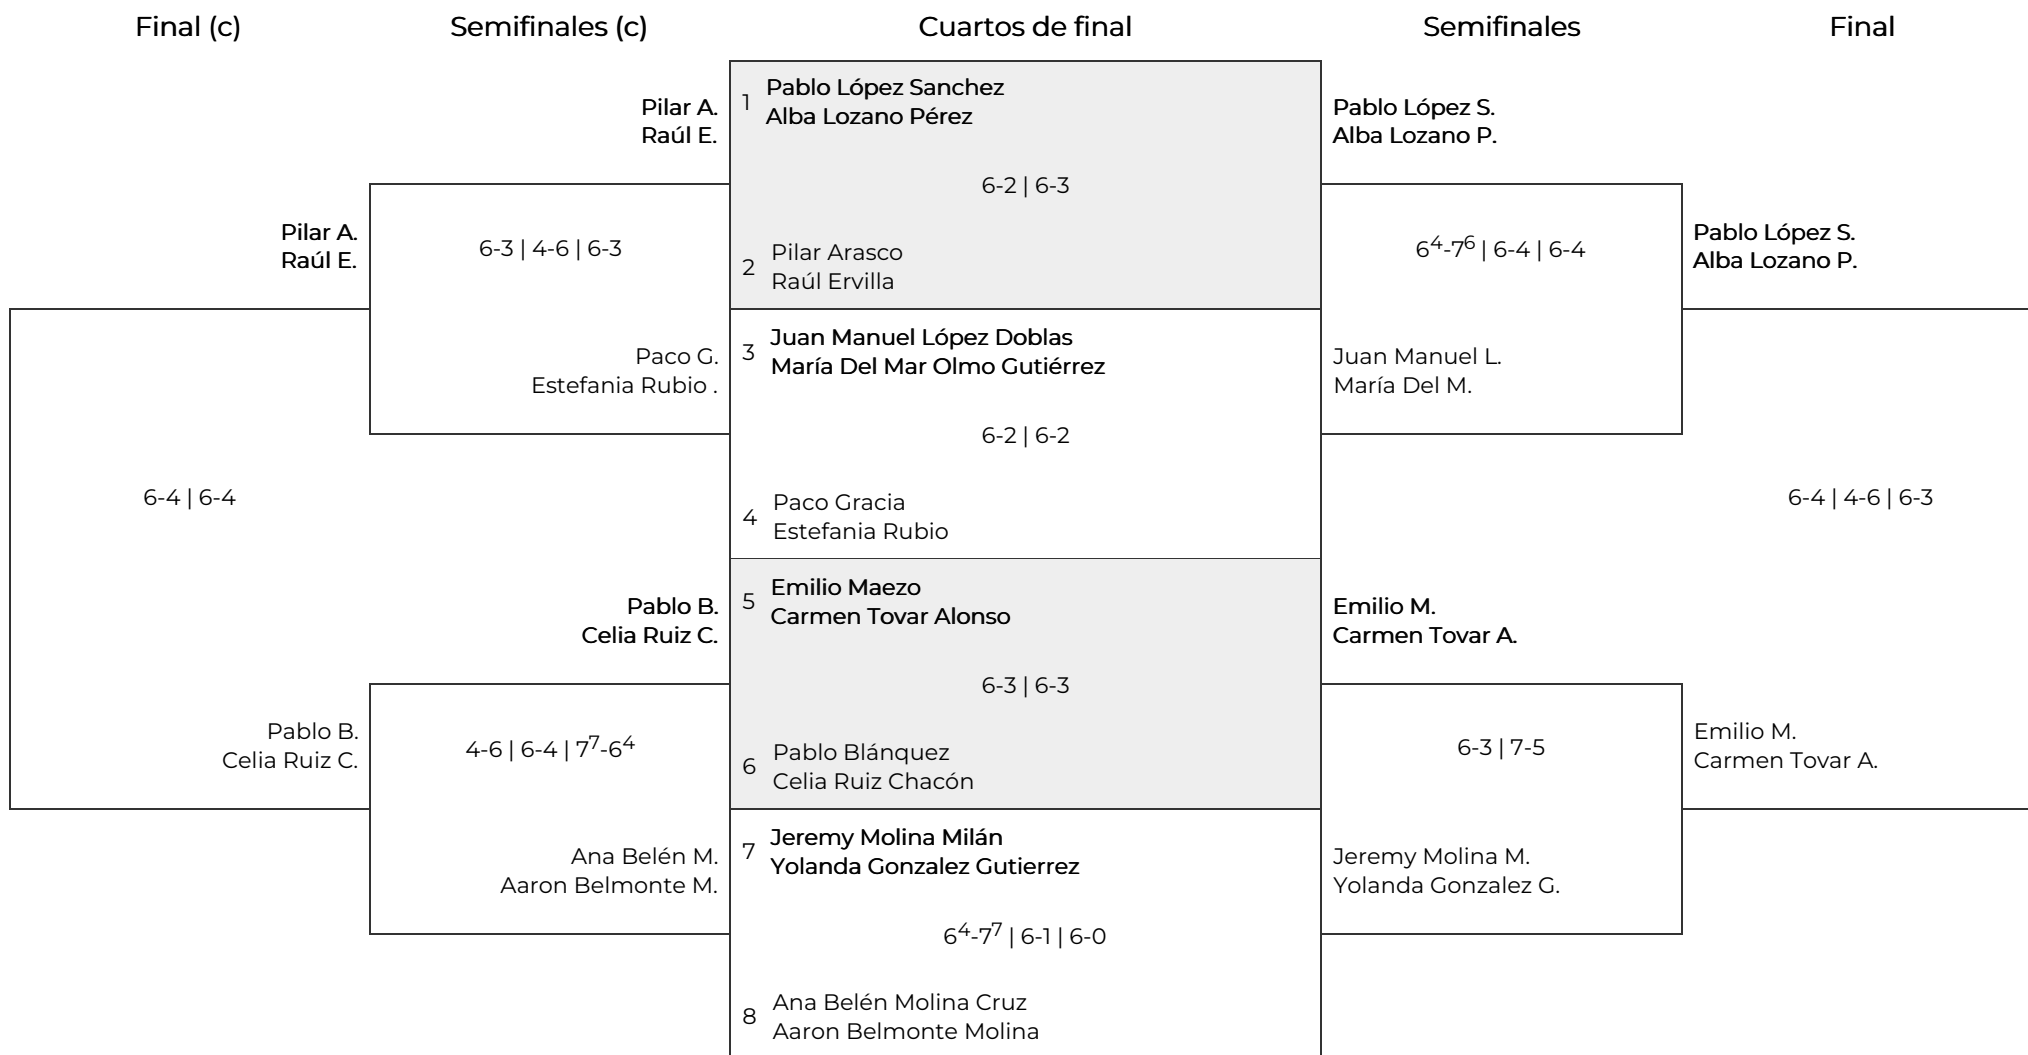 Final (c)
Semifinales (c)
Cuartos de final
Semifinales
Final
Pilar A.
Raúl E.
6-3 | 4-6 | 6-3
Paco G.
Estefania Rubio .
Pilar A.
Raúl E.
6-4 | 6-4
Pablo B.
Celia Ruiz C.
Pablo B.
Celia Ruiz C.
4-6 | 6-4 | 7⁷-6⁴
Ana Belén M.
Aaron Belmonte M.
1
Pablo López Sanchez
Alba Lozano Pérez
6-2 | 6-3
2
Pilar Arasco
Raúl Ervilla
3
Juan Manuel López Doblas
María Del Mar Olmo Gutiérrez
6-2 | 6-2
4
Paco Gracia
Estefania Rubio
5
Emilio Maezo
Carmen Tovar Alonso
6-3 | 6-3
6
Pablo Blánquez
Celia Ruiz Chacón
7
Jeremy Molina Milán
Yolanda Gonzalez Gutierrez
6⁴-7⁷ | 6-1 | 6-0
8
Ana Belén Molina Cruz
Aaron Belmonte Molina
Pablo López S.
Alba Lozano P.
6⁴-7⁶ | 6-4 | 6-4
Juan Manuel L.
María Del M.
Emilio M.
Carmen Tovar A.
6-3 | 7-5
Jeremy Molina M.
Yolanda Gonzalez G.
Pablo López S.
Alba Lozano P.
6-4 | 4-6 | 6-3
Emilio M.
Carmen Tovar A.